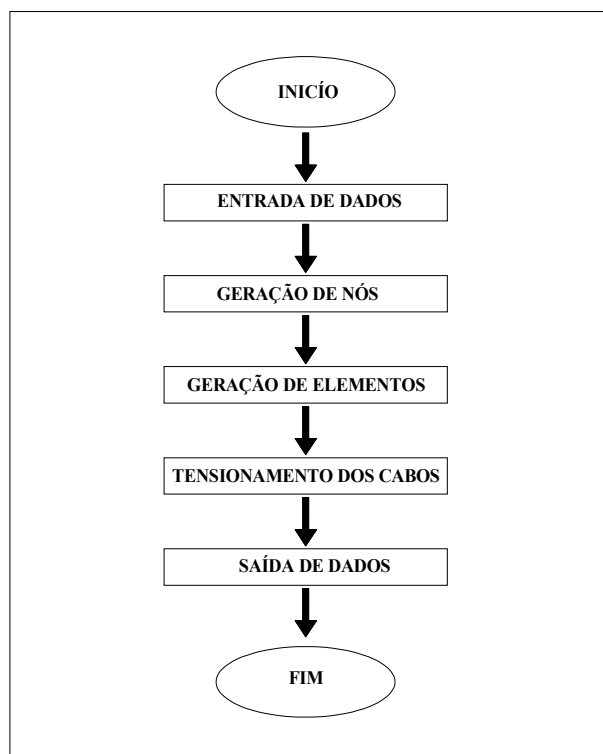 INICÍO
ENTRADA DE DADOS
GERAÇÃO DE NÓS
GERAÇÃO DE ELEMENTOS
TENSIONAMENTO DOS CABOS
SAÍDA DE DADOS
FIM